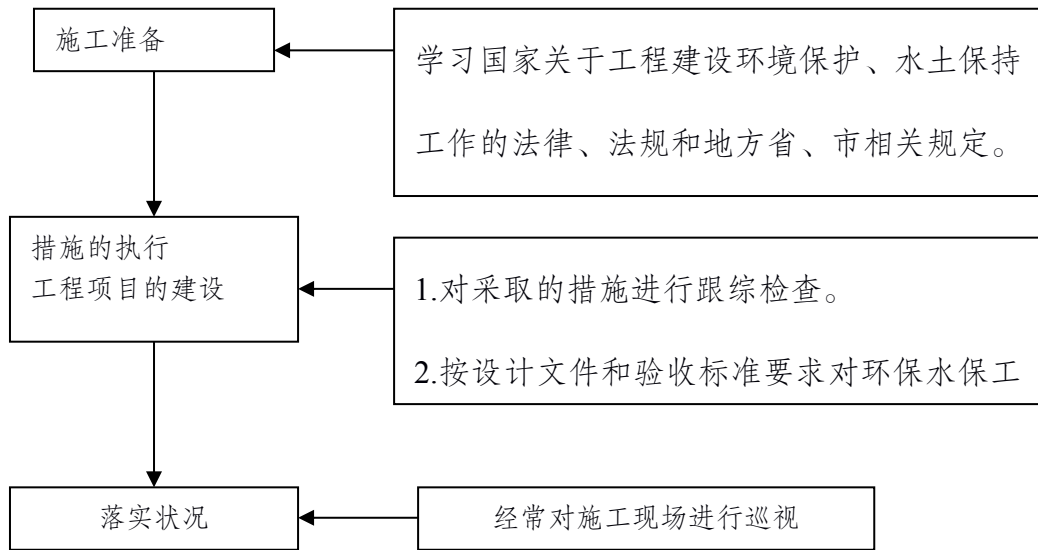 施工准备
学习国家关于工程建设环境保护、水土保持
工作的法律、法规和地方省、市相关规定。
措施的执行
工程项目的建设
1.对采取的措施进行跟综检查。
2.按设计文件和验收标准要求对环保水保工
落实状况
经常对施工现场进行巡视